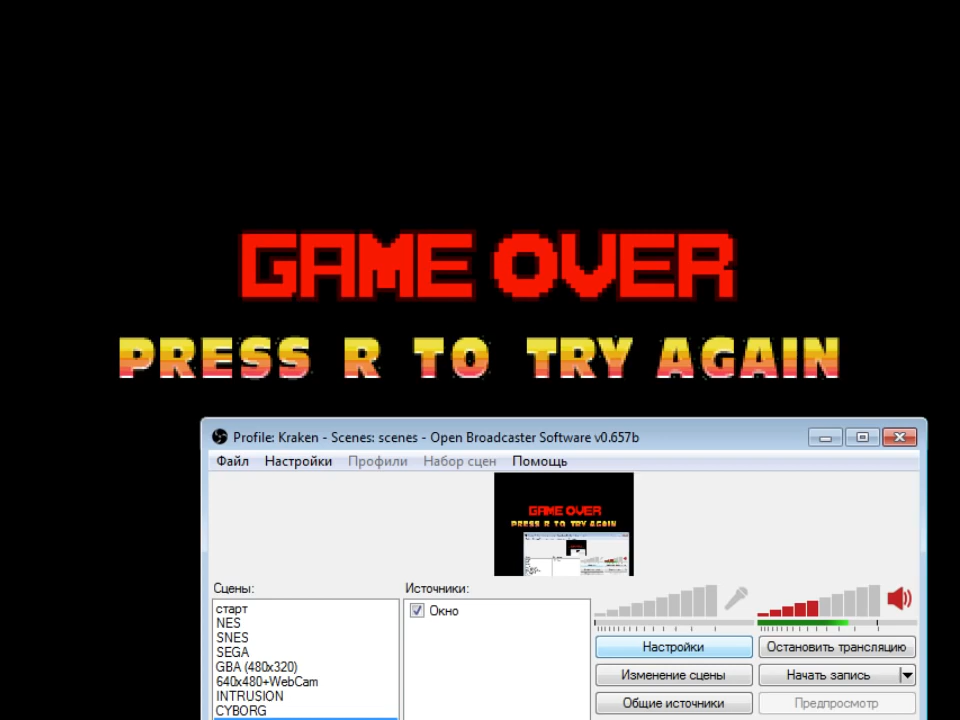 GAME OVER
PRESS R TO TRY AGAIN
Profile: Kraken - Scenes: scenes - Open Broadcaster Software v0.657b
Файл Настройки Профили Набор сцен Помощь
GAME OVER
PRESS R TO TRY AGAIN
Сцены: Источники:
старт
Окно
NES
SNES
SEGA
GBA (480x320)
640x480+WebCam
INTRUSION
CYBORG
Настройки Остановить трансляцию
Изменение сцены Начать запись
Общие источники Предпросмотр